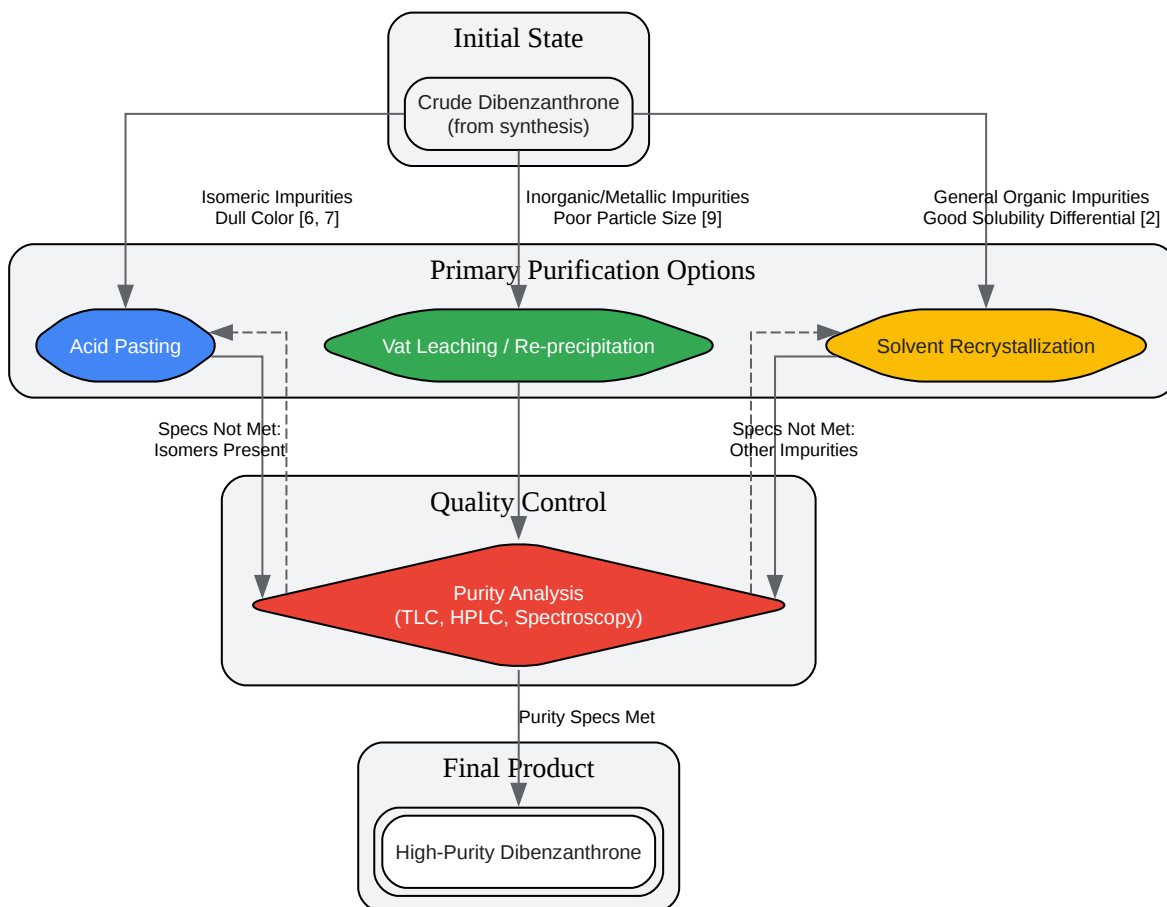 Initial State
Crude Dibenzanthrone
(from synthesis)
Isomeric Impurities
Dull Color [6, 7]
Inorganic/Metallic Impurities
Poor Particle Size [9]
General Organic Impurities
Good Solubility Differential [2]
Primary Purification Options
Acid Pasting
Vat Leaching / Re-precipitation
Solvent Recrystallization
Specs Not Met:
Isomers Present
Specs Not Met:
Other Impurities
Quality Control
Purity Analysis
(TLC, HPLC, Spectroscopy)
Purity Specs Met
Final Product
High-Purity Dibenzanthrone